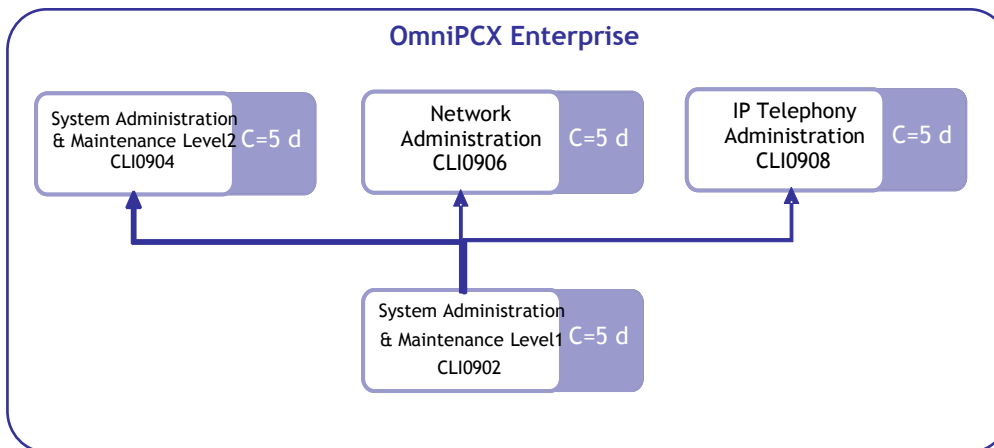 OmniPCX Enterprise
System Administration
& Maintenance Level2
CLI0904
C=5 d
Network
Administration
CLI0906
C=5 d
IP Telephony
Administration
CLI0908
C=5 d
System Administration
& Maintenance Level1
CLI0902
C=5 d